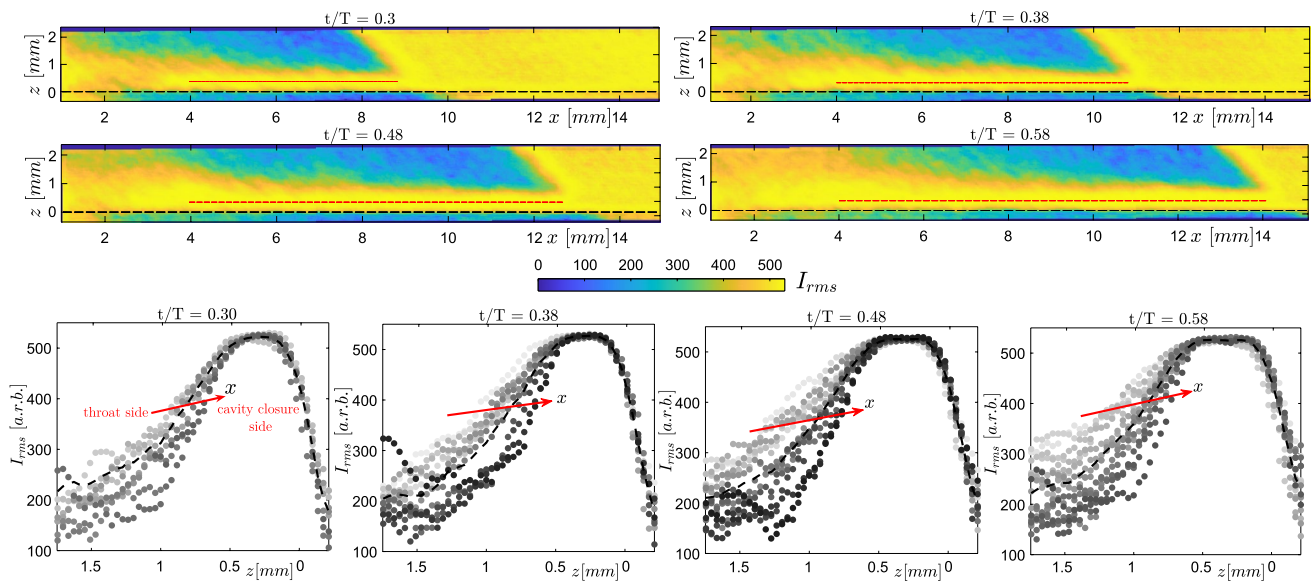 t/T = 0.3
t/T = 0.38
z [mm]
2
1
0
2 4 6 8 10 12 x [mm] 14
z [mm]
2
1
0
2 4 6 8 10 12 x [mm] 14
t/T = 0.48
t/T = 0.58
z [mm]
2
1
0
2 4 6 8 10 12 x [mm] 14
z [mm]
2
1
0
2 4 6 8 10 12 x [mm] 14
0 100 200 300 400 500
I_rms
t/T = 0.30
I_rms [a.r.b.]
500
400
300
200
100
throat side
x
cavity closure
side
1.5 1 0.5 z[mm] 0
t/T = 0.38
I_rms [a.r.b.]
500
400
300
200
100
x
1.5 1 0.5 z[mm] 0
t/T = 0.48
I_rms [a.r.b.]
500
400
300
200
100
x
1.5 1 0.5 z[mm] 0
t/T = 0.58
I_rms [a.r.b.]
500
400
300
200
100
x
1.5 1 0.5 z[mm] 0